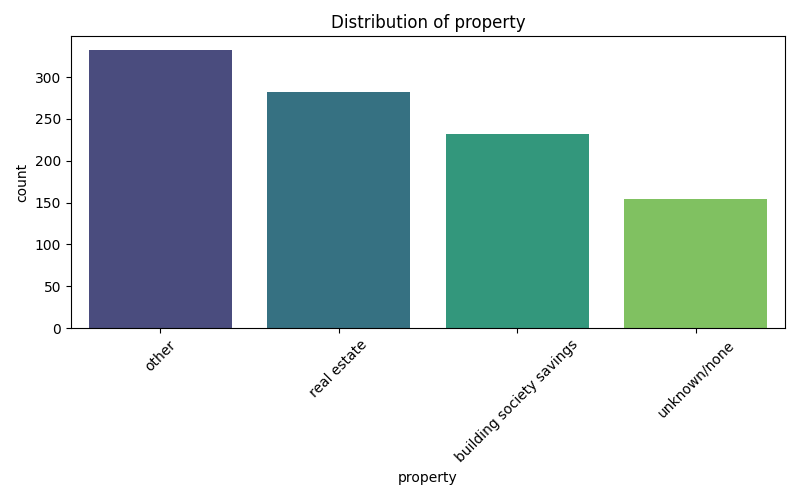 Distribution of property
count
300
250
200
150
100
50
0
other
real estate
building society savings
unknown/none
property